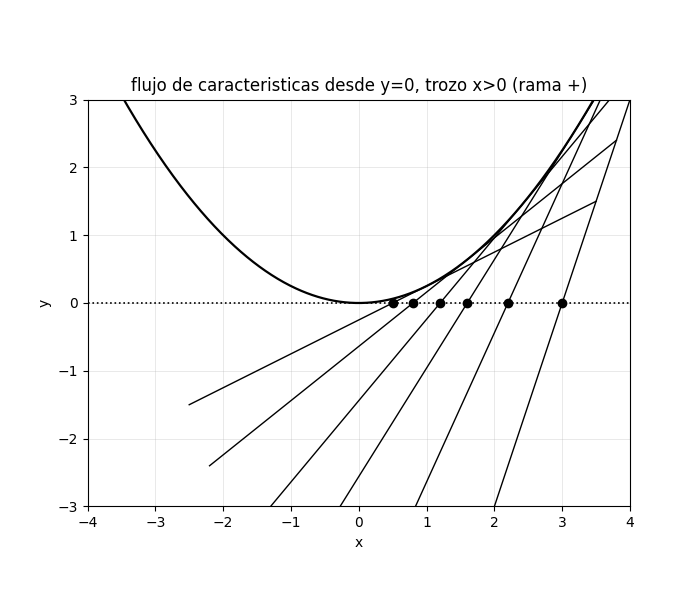 flujo de caracteristicas desde y=0, trozo x>0 (rama +)
3
2
1
0
−1
−2
−3
y
−4 −3 −2 −1 0 1 2 3 4
x